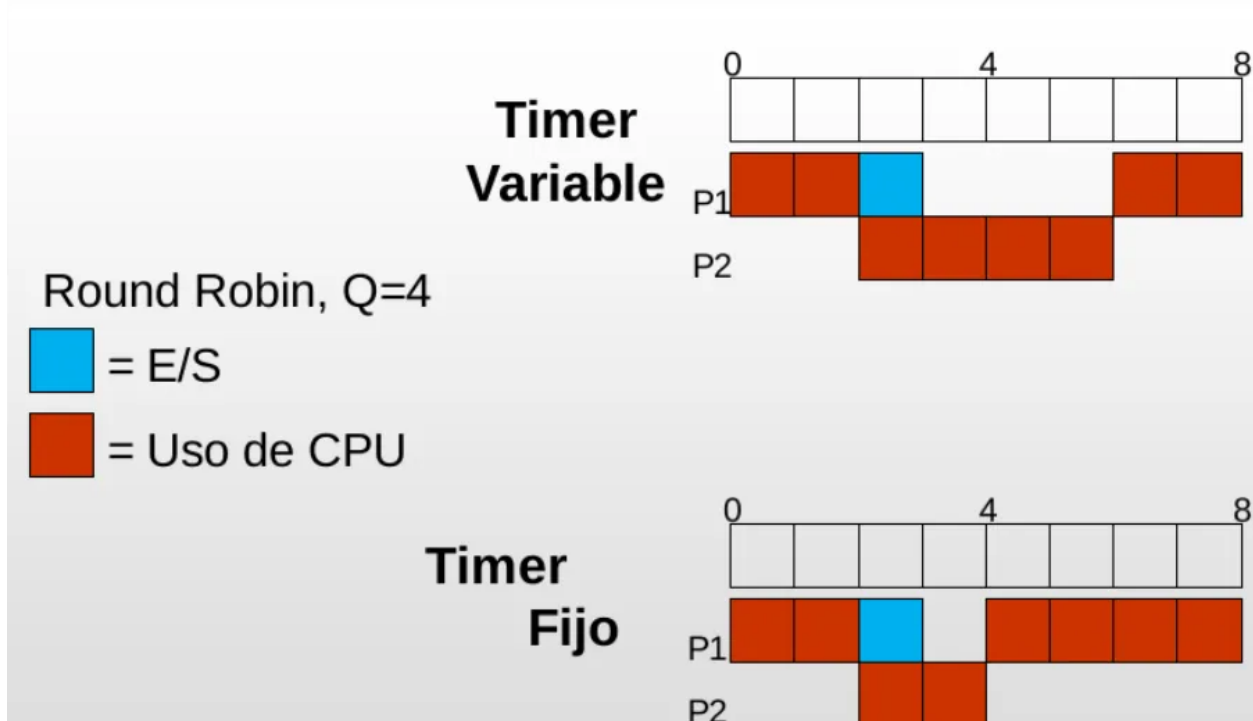 0 4 8
Timer
Variable
P1
P2
Round Robin, Q=4
= E/S
= Uso de CPU
0 4 8
Timer
Fijo
P1
P2